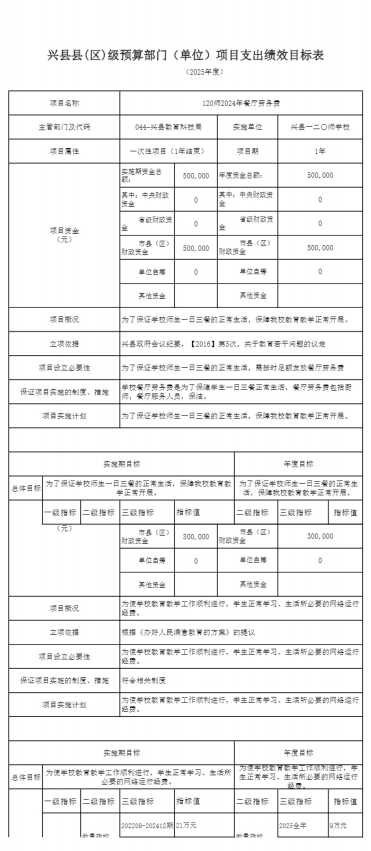 兴县县(区)级预算部门（单位）项目支出绩效目标表
（2025年度）
项目名称 120师2024年餐厅劳务费
主管部门及代码 044-兴县教育科技局 实施单位 兴县一二〇师学校
项目属性 一次性项目（1年结束） 项目期 1年
项目资金
（元）
实施期资金总
额: 500,000 年度资金总额: 500,000
其中: 中央财政
资金 0 其中: 中央财政资
金 0
省级财政资
金 0 省级财政资
金 0
市县（区）
财政资金 500,000 市县（区）
财政资金 500,000
单位自筹 0 单位自筹 0
其他资金 其他资金
项目概况 为了保证学校师生一日三餐的正常生活，保障我校教育教学正常开展。
立项依据 兴县政府会议纪要，【2016】第5次，关于教育若干问题的议定
项目设立必要性 为了保证学校师生一日三餐的正常生活，需按时足额发放餐厅劳务费
保证项目实施的制度、措施 学校餐厅劳务费是为了保障学生一日三餐正常生活，餐厅劳务费包括厨
师，餐厅服务人员，保洁。
项目实施计划 为了保证学校师生一日三餐的正常生活，保障我校教育教学正常开展。
实施期目标 年度目标
总体目标 为了保证学校师生一日三餐的正常生活，保障我校教育教
学正常开展。 为了保证学校师生一日三餐的正常生
活，保障我校教育教学正常开展。
一级指标 二级指标 三级指标 指标值 二级指标 三级指标 指标值
（元）
市县（区）
财政资金 300,000 市县（区）
财政资金 300,000
单位自筹 0 单位自筹 0
其他资金 其他资金
项目概况 为使学校教育教学工作顺利进行，学生正常学习、生活所必要的网络运行
经费。
立项依据 根据《办好人民满意教育的方案》的提议
项目设立必要性 为使学校教育教学工作顺利进行，学生正常学习、生活所必要的网络运行
经费。
保证项目实施的制度、措施 符合相关制度
项目实施计划 为使学校教育教学工作顺利进行，学生正常学习、生活所必要的网络运行
经费。
实施期目标 年度目标
总体目标 为使学校教育教学工作顺利进行，学生正常学习、生活所
必要的网络运行经费。 为使学校教育教学工作顺利进行，学
生正常学习、生活所必要的网络运行
经费。
一级指标 二级指标 三级指标 指标值 二级指标 三级指标 指标值
202209-202412期 21万元 2025全年 9万元